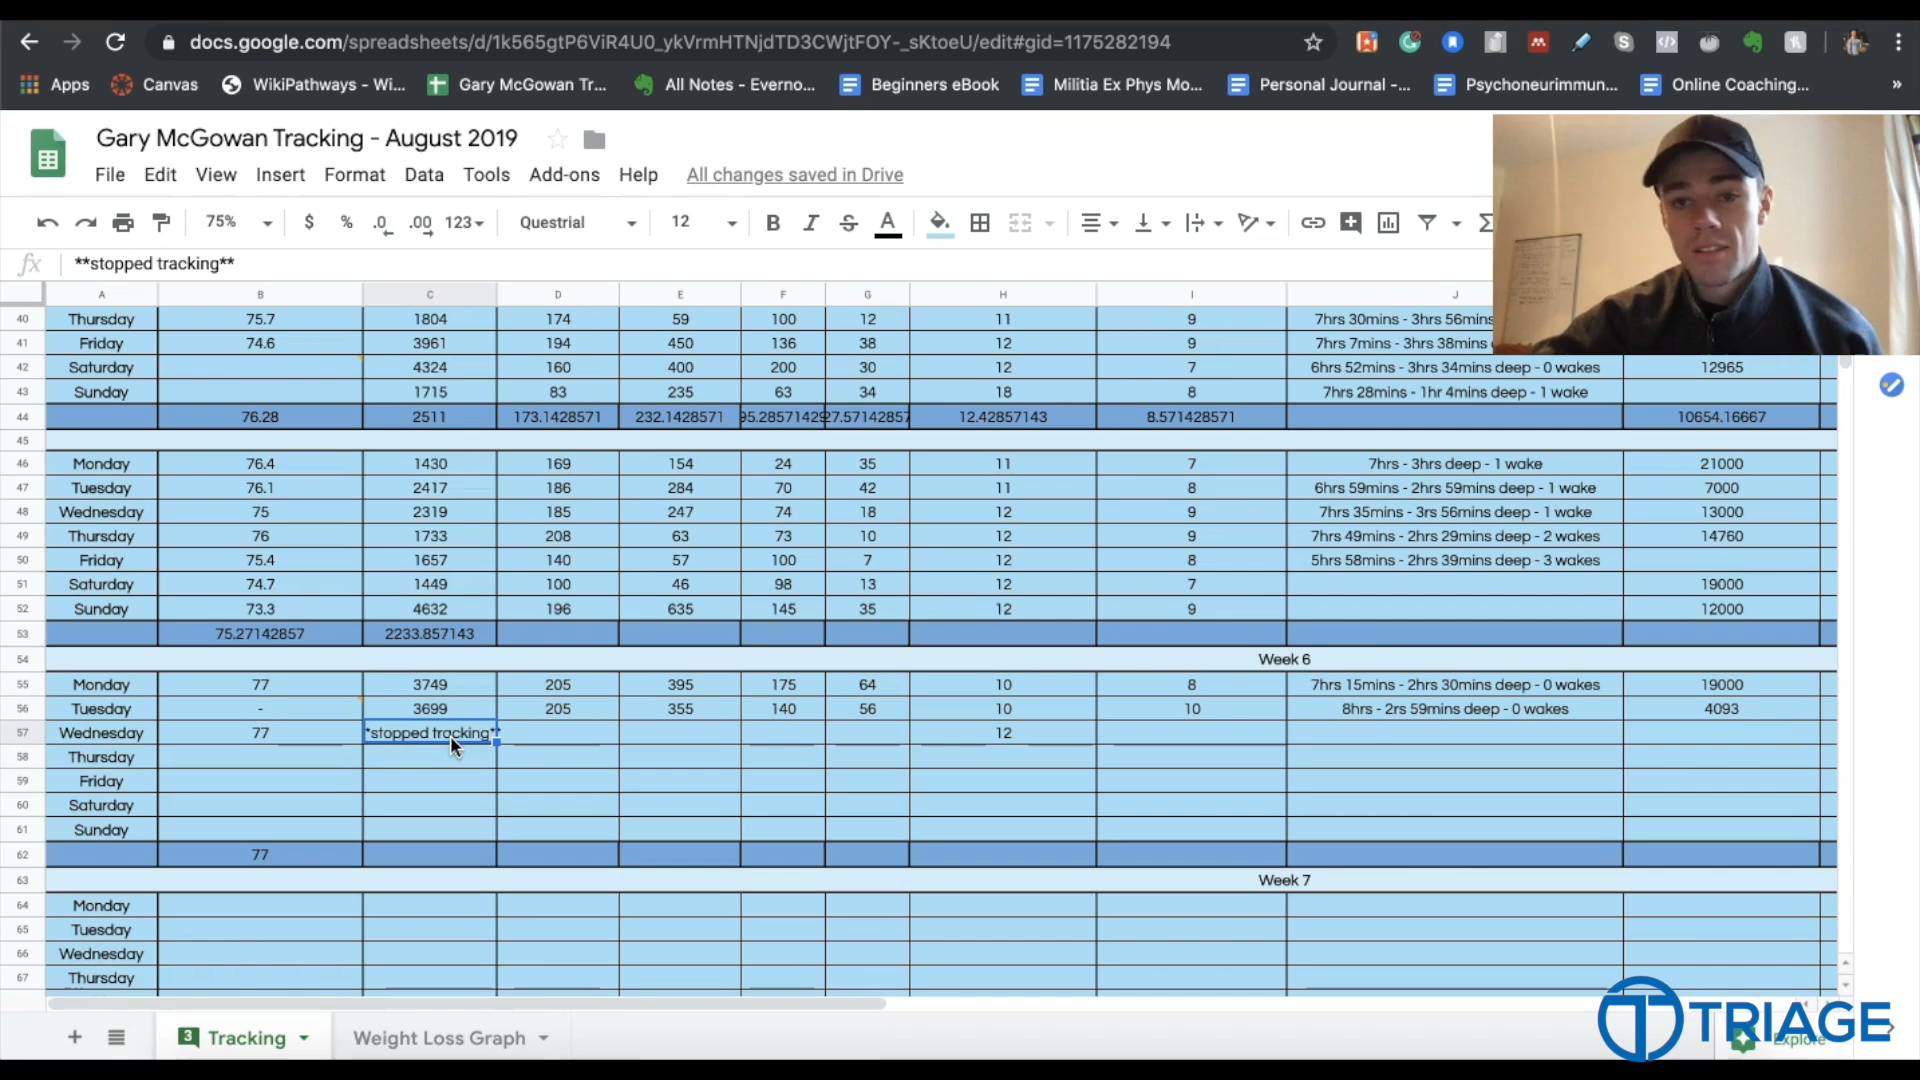 docs.google.com/spreadsheets/d/1k565gtP6ViR4U0_ykVrmHTNjdTD3CWjtFOY-_sKtoeU/edit#gid=1175282194
Apps Canvas WikiPathways - Wi... Gary McGowan Tr... All Notes - Everno... Beginners eBook Militia Ex Phys Mo... Personal Journal -... Psychoneurimmun... Online Coaching... »
Gary McGowan Tracking - August 2019
File Edit View Insert Format Data Tools Add-ons Help All changes saved in Drive
75% $ % .0 .00 123 Questrial 12 B I S A Σ
fx **stopped tracking**
A B C D E F G H I J
40 Thursday 75.7 1804 174 59 100 12 11 9 7hrs 30mins - 3hrs 56mins
41 Friday 74.6 3961 194 450 136 38 12 9 7hrs 7mins - 3hrs 38mins
42 Saturday 4324 160 400 200 30 12 7 6hrs 52mins - 3hrs 34mins deep - 0 wakes 12965
43 Sunday 1715 83 235 63 34 18 8 7hrs 28mins - 1hr 4mins deep - 1 wake
44 76.28 2511 173.1428571 232.1428571 95.2857142 27.57142857 12.42857143 8.571428571 10654.16667
45
46 Monday 76.4 1430 169 154 24 35 11 7 7hrs - 3hrs deep - 1 wake 21000
47 Tuesday 76.1 2417 186 284 70 42 11 8 6hrs 59mins - 2hrs 59mins deep - 1 wake 7000
48 Wednesday 75 2319 185 247 74 18 12 9 7hrs 35mins - 3rs 56mins deep - 1 wake 13000
49 Thursday 76 1733 208 63 73 10 12 9 7hrs 49mins - 2hrs 29mins deep - 2 wakes 14760
50 Friday 75.4 1657 140 57 100 7 12 8 5hrs 58mins - 2hrs 39mins deep - 3 wakes
51 Saturday 74.7 1449 100 46 98 13 12 7 19000
52 Sunday 73.3 4632 196 635 145 35 12 9 12000
53 75.27142857 2233.857143
54 Week 6
55 Monday 77 3749 205 395 175 64 10 8 7hrs 15mins - 2hrs 30mins deep - 0 wakes 19000
56 Tuesday - 3699 205 355 140 56 10 10 8hrs - 2rs 59mins deep - 0 wakes 4093
57 Wednesday 77 *stopped tracking* 12
58 Thursday
59 Friday
60 Saturday
61 Sunday
62 77
63 Week 7
64 Monday
65 Tuesday
66 Wednesday
67 Thursday
+ 3 Tracking Weight Loss Graph
TRIAGE
Explore